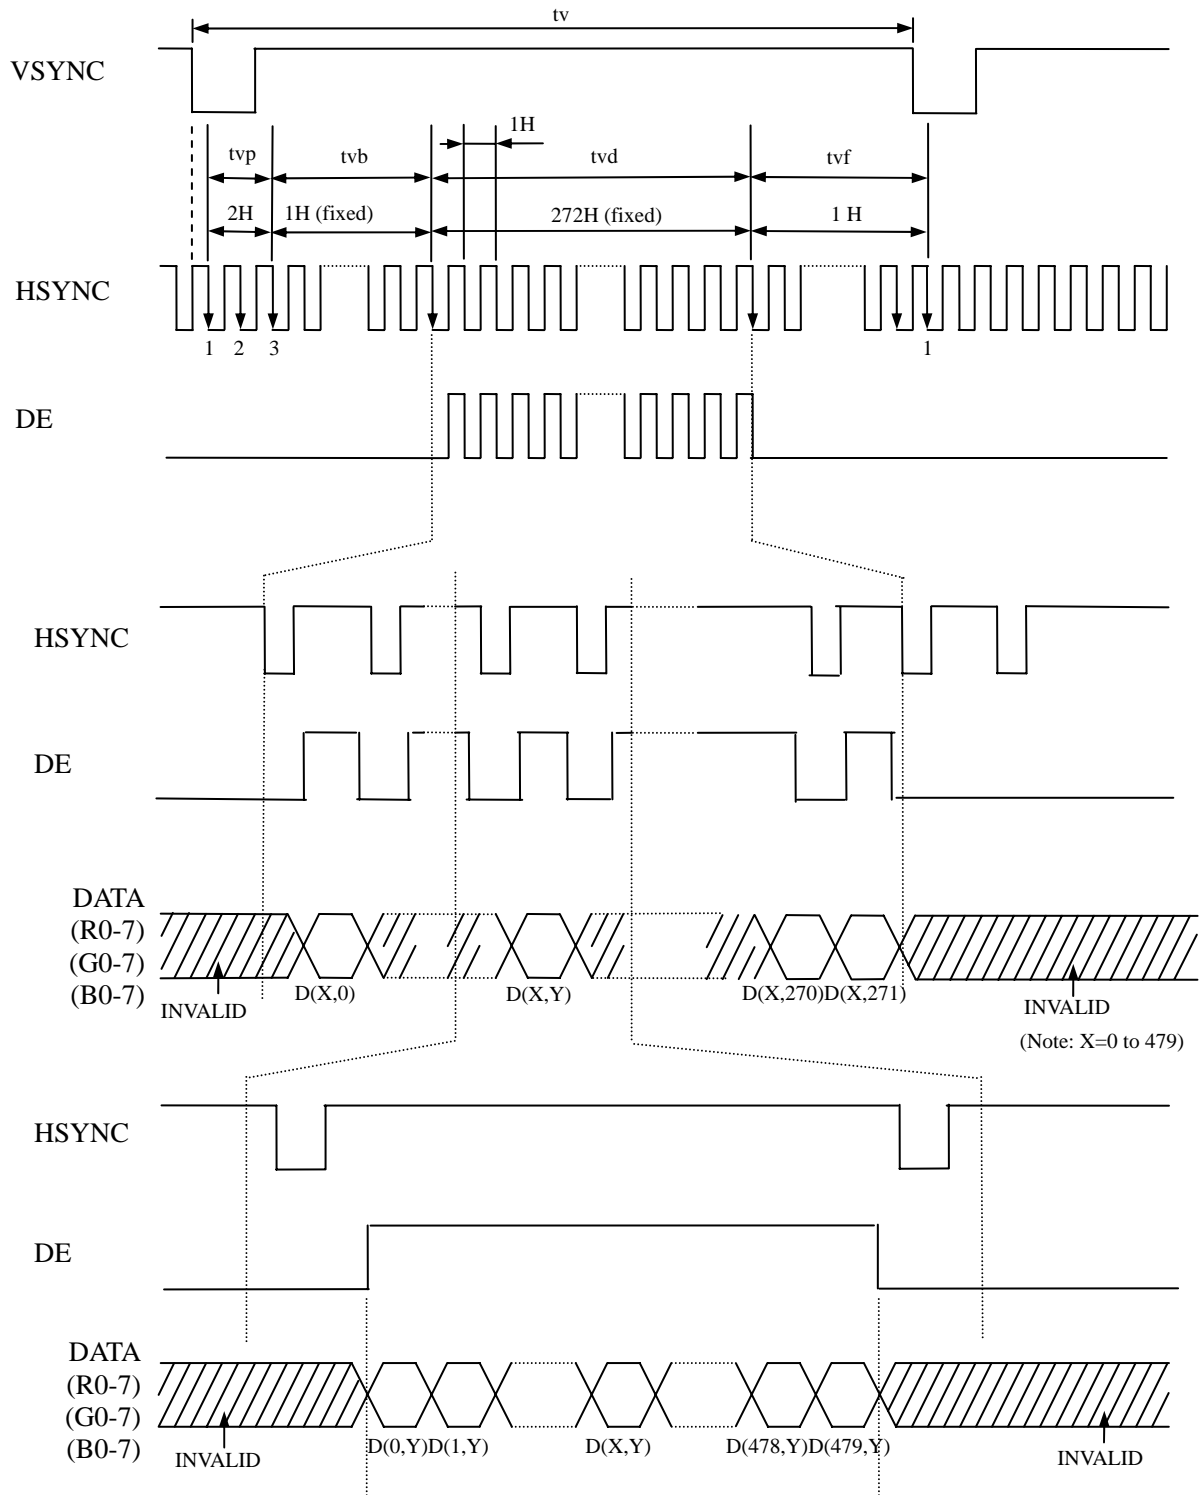 tv
VSYNC
1H
tvp tvb tvd tvf
2H 1H (fixed) 272H (fixed) 1 H
HSYNC
1 2 3 1
DE
HSYNC
DE
DATA
(R0-7)
(G0-7)
(B0-7)
INVALID
D(X,0) D(X,Y) D(X,270) D(X,271)
INVALID
(Note: X=0 to 479)
HSYNC
DE
DATA
(R0-7)
(G0-7)
(B0-7)
INVALID
D(0,Y) D(1,Y) D(X,Y) D(478,Y) D(479,Y)
INVALID